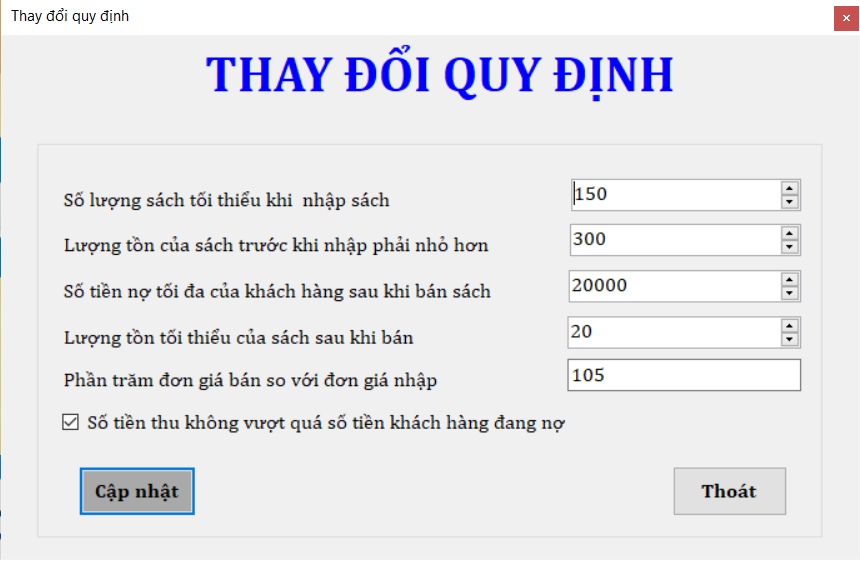 Thay đổi quy định
THAY ĐỔI QUY ĐỊNH
Số lượng sách tối thiểu khi  nhập sách
150
Lượng tồn của sách trước khi nhập phải nhỏ hơn
300
Số tiền nợ tối đa của khách hàng sau khi bán sách
20000
Lượng tồn tối thiểu của sách sau khi bán
20
Phần trăm đơn giá bán so với đơn giá nhập
105
Số tiền thu không vượt quá số tiền khách hàng đang nợ
Cập nhật
Thoát